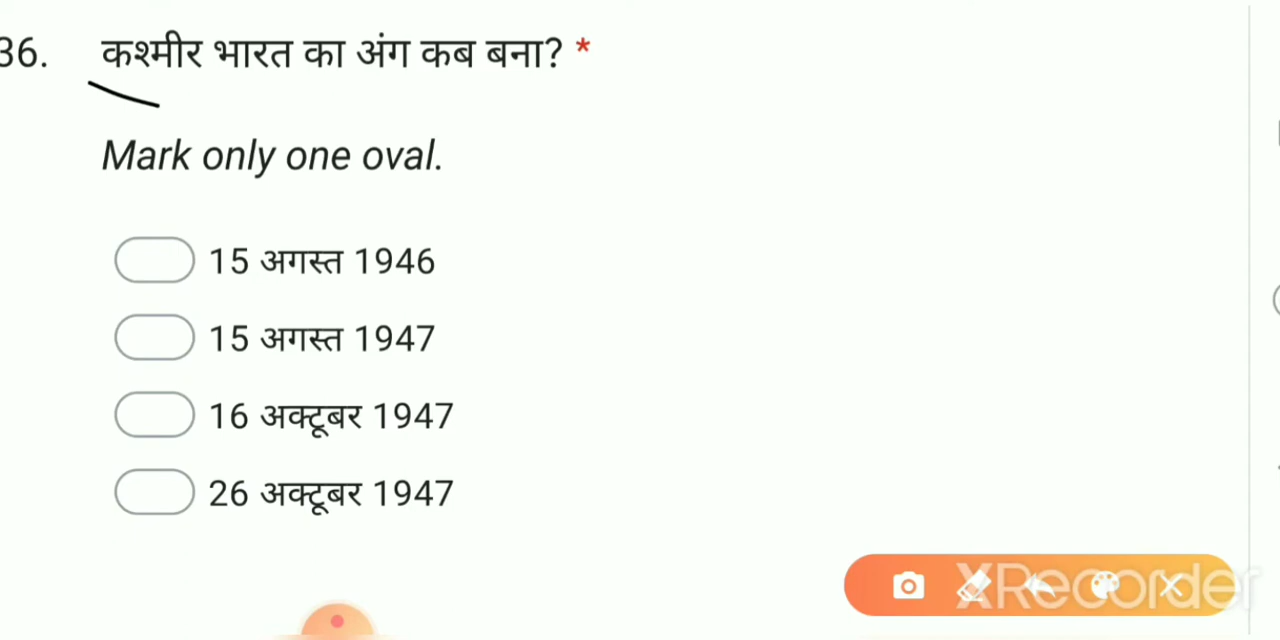 36. कश्मीर भारत का अंग कब बना? *
Mark only one oval.
15 अगस्त 1946
15 अगस्त 1947
16 अक्टूबर 1947
26 अक्टूबर 1947
XRecorder